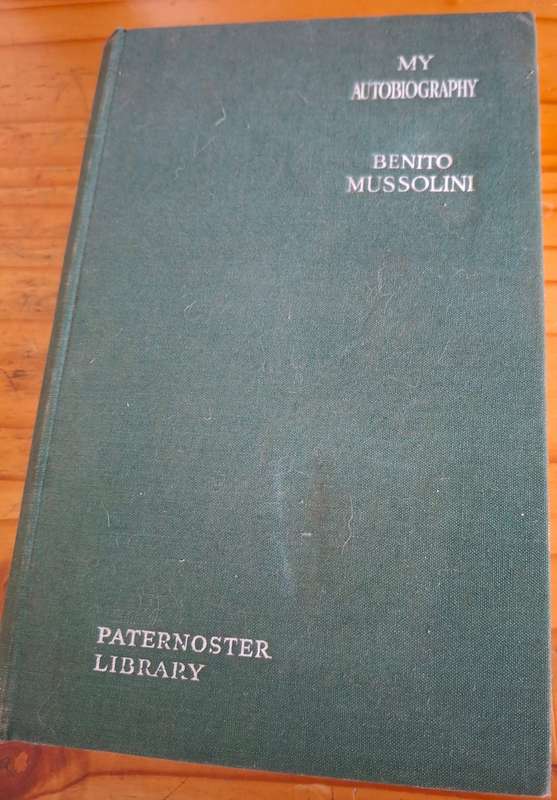 MY
AUTOBIOGRAPHY
BENITO
MUSSOLINI
PATERNOSTER
LIBRARY